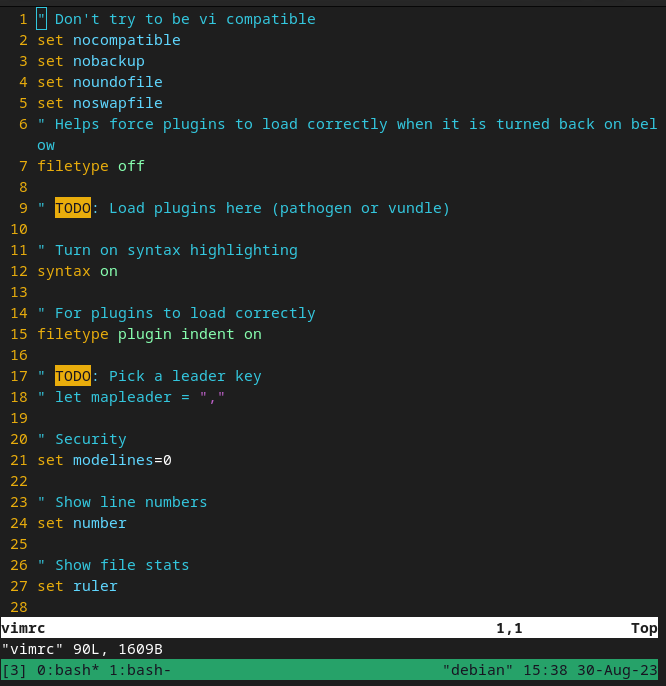 1 " Don't try to be vi compatible
2 set nocompatible
3 set nobackup
4 set noundofile
5 set noswapfile
6 " Helps force plugins to load correctly when it is turned back on bel
ow
7 filetype off
8
9 " TODO: Load plugins here (pathogen or vundle)
10
11 " Turn on syntax highlighting
12 syntax on
13
14 " For plugins to load correctly
15 filetype plugin indent on
16
17 " TODO: Pick a leader key
18 " let mapleader = ","
19
20 " Security
21 set modelines=0
22
23 " Show line numbers
24 set number
25
26 " Show file stats
27 set ruler
28
vimrc 1,1 Top
"vimrc" 90L, 1609B
[3] 0:bash* 1:bash- "debian" 15:38 30-Aug-23